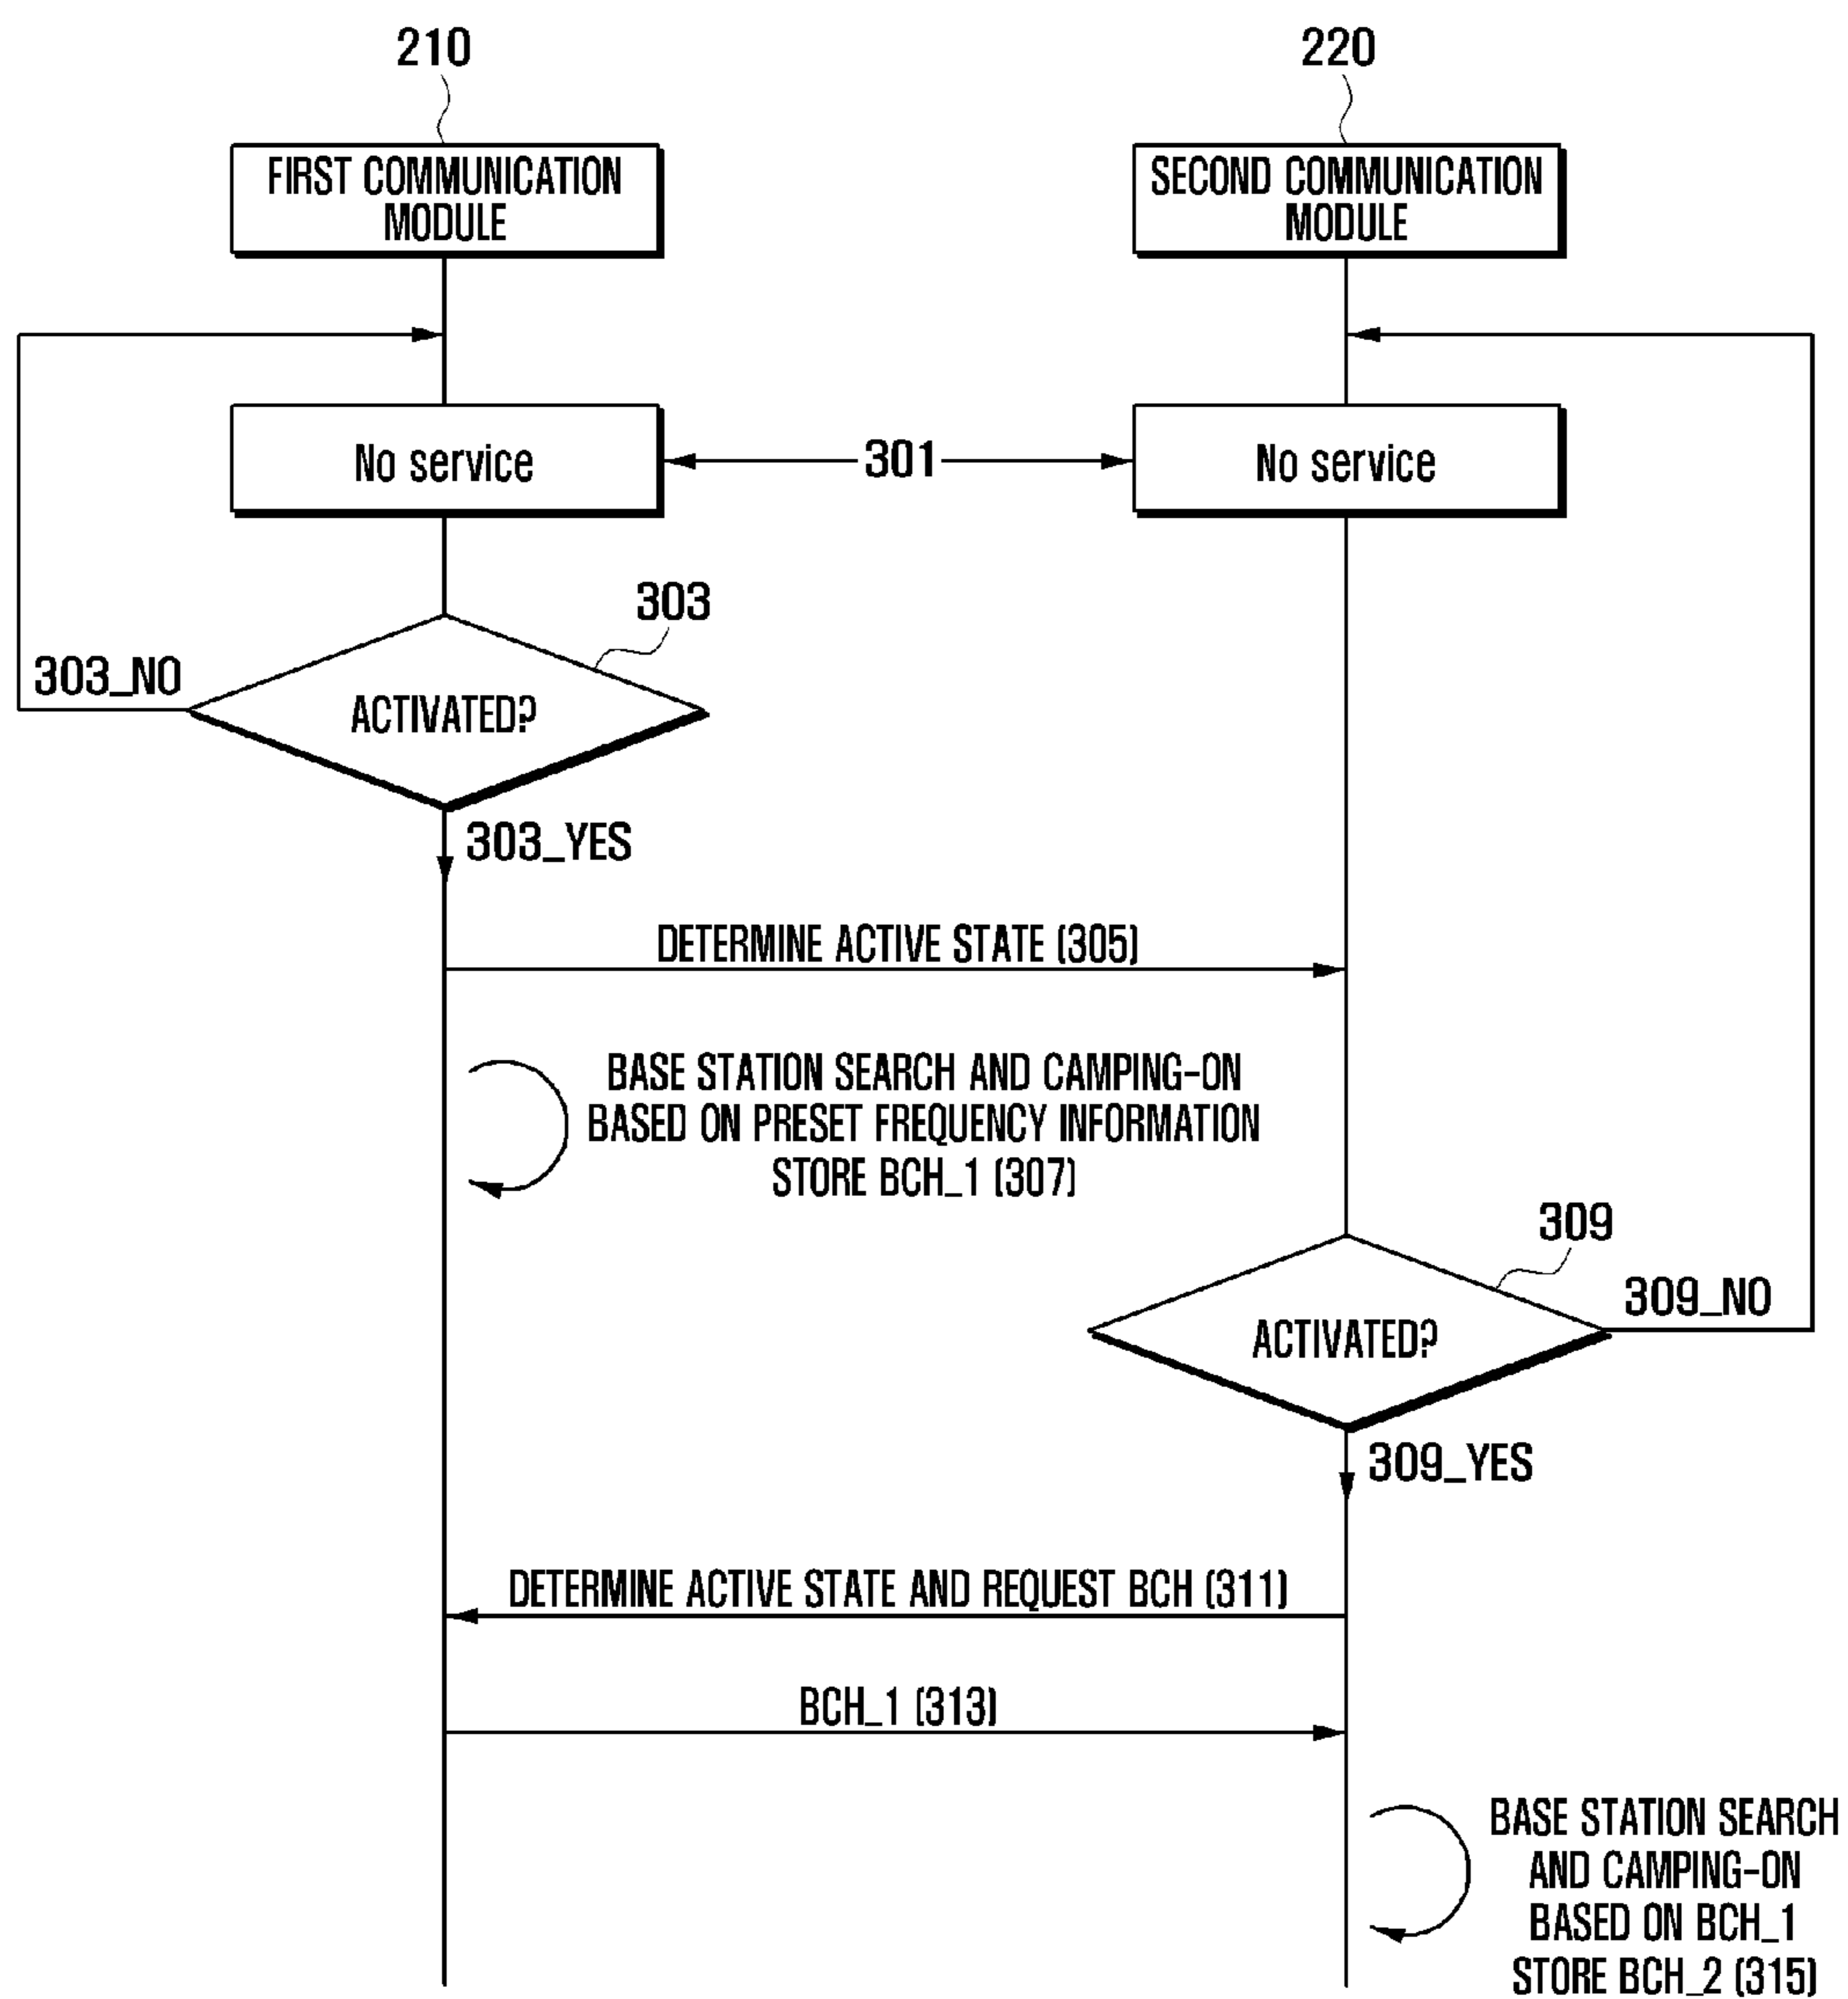 210
220
FIRST COMMUNICATION
MODULE
SECOND COMMUNICATION
MODULE
No service
301
No service
303
303_NO
ACTIVATED?
303_YES
DETERMINE ACTIVE STATE (305)
BASE STATION SEARCH AND CAMPING-ON
BASED ON PRESET FREQUENCY INFORMATION
STORE BCH_1 (307)
309
309_NO
ACTIVATED?
309_YES
DETERMINE ACTIVE STATE AND REQUEST BCH (311)
BCH_1 (313)
BASE STATION SEARCH
AND CAMPING-ON
BASED ON BCH_1
STORE BCH_2 (315)